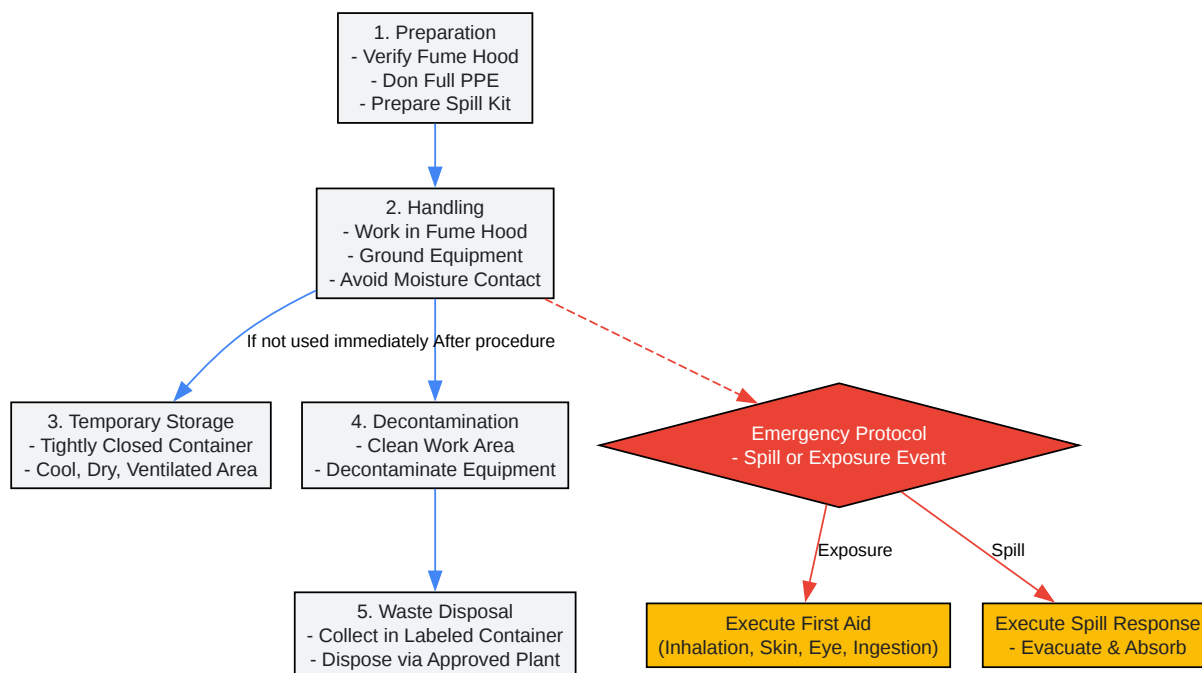 1. Preparation
- Verify Fume Hood
- Don Full PPE
- Prepare Spill Kit
2. Handling
- Work in Fume Hood
- Ground Equipment
- Avoid Moisture Contact
If not used immediately
After procedure
3. Temporary Storage
- Tightly Closed Container
- Cool, Dry, Ventilated Area
4. Decontamination
- Clean Work Area
- Decontaminate Equipment
Emergency Protocol
- Spill or Exposure Event
Exposure
Spill
5. Waste Disposal
- Collect in Labeled Container
- Dispose via Approved Plant
Execute First Aid
(Inhalation, Skin, Eye, Ingestion)
Execute Spill Response
- Evacuate & Absorb